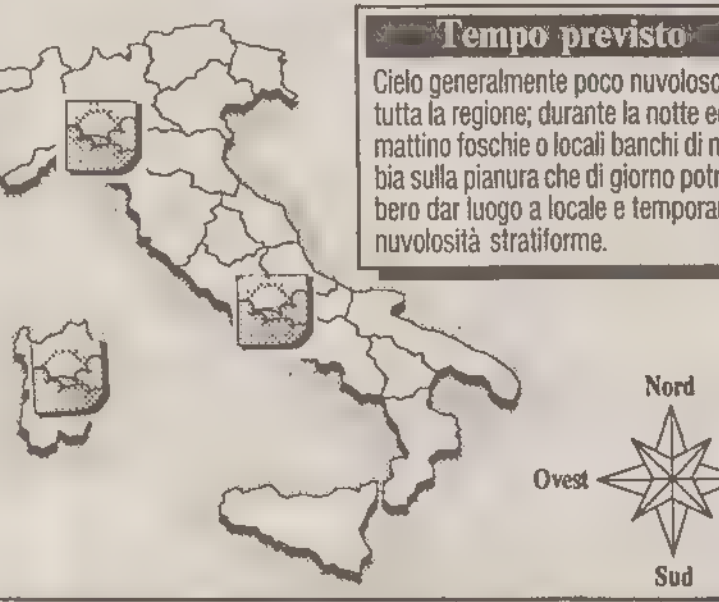 Tempo previsto
Cielo generalmente poco nuvoloso
tutta la regione; durante la notte ed
mattino foschie o locali banchi di
bia sulla pianura che di giorno
bero dar luogo a locale e
nuvolosità stratiforme.
Nord
Ovest
Sud